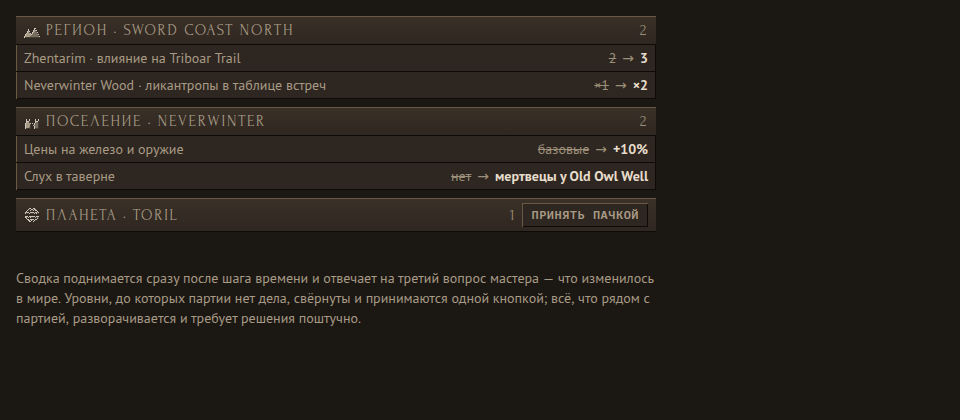 РЕГИОН · SWORD COAST NORTH 2
Zhentarim · влияние на Triboar Trail 2 → 3
Neverwinter Wood · ликантропы в таблице встреч ×1 → ×2
ПОСЕЛЕНИЕ · NEVERWINTER 2
Цены на железо и оружие базовые → +10%
Слух в таверне нет → мертвецы у Old Owl Well
ПЛАНЕТА · TORIL 1 ПРИНЯТЬ ПАЧКОЙ
Сводка поднимается сразу после шага времени и отвечает на третий вопрос мастера — что изменилось
в мире. Уровни, до которых партии нет дела, свёрнуты и принимаются одной кнопкой; всё, что рядом с
партией, разворачивается и требует решения поштучно.